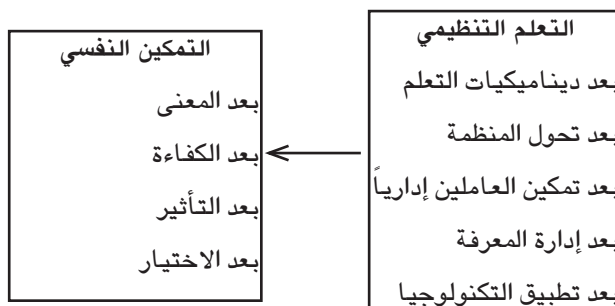 التعلم التنظيمي
بعد ديناميكيات التعلم
بعد تحول المنظمة
بعد تمكين العاملين إدارياً
بعد إدارة المعرفة
بعد تطبيق التكنولوجيا
التمكين النفسي
بعد المعنى
بعد الكفاءة
بعد التأثير
بعد الاختيار